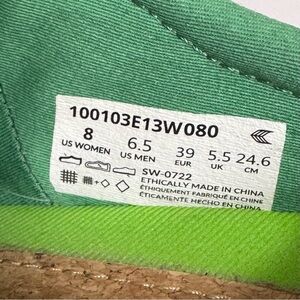 100103E13W080
8 6.5 39 5.5 24.6
US WOMEN US MEN EUR UK CM
SW-0722
ETHICALLY MADE IN CHINA
ÉTHIQUEMENT FABRIQUÉ EN CHINE
ÉTICAMENTE HECHO EN CHINA